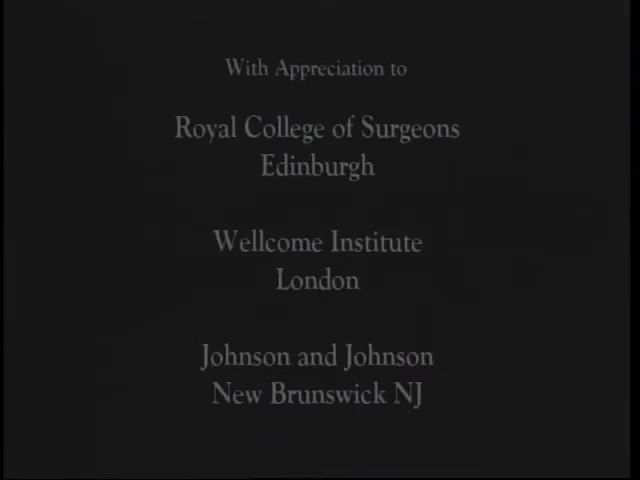 With Appreciation to
Royal College of Surgeons
Edinburgh
Wellcome Institute
London
Johnson and Johnson
New Brunswick NJ